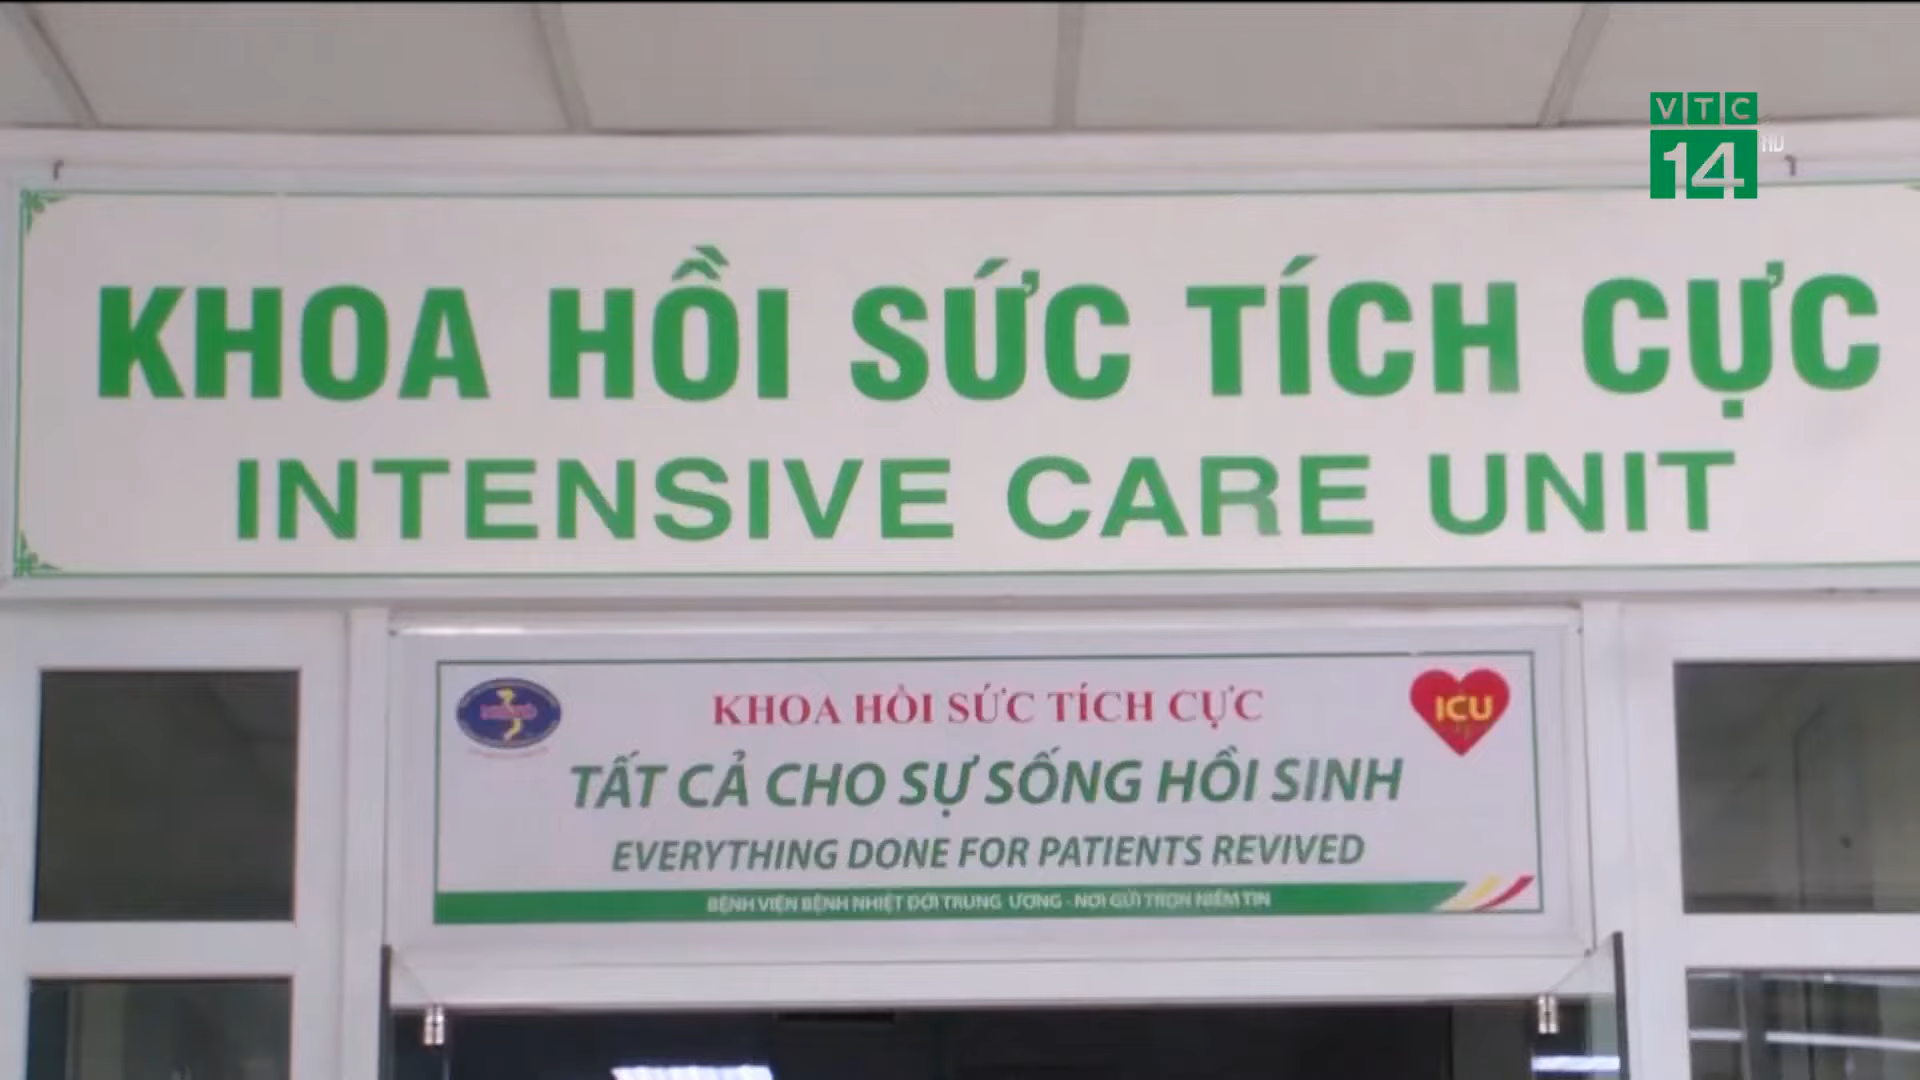 VTC
14
HD
KHOA HỒI SỨC TÍCH CỰC
INTENSIVE CARE UNIT
KHOA HỒI SỨC TÍCH CỰC
ICU
TẤT CẢ CHO SỰ SỐNG HỒI SINH
EVERYTHING DONE FOR PATIENTS REVIVED
BỆNH VIỆN BỆNH NHIỆT ĐỚI TRUNG ƯƠNG - NƠI GỬI TRỌN NIỀM TIN